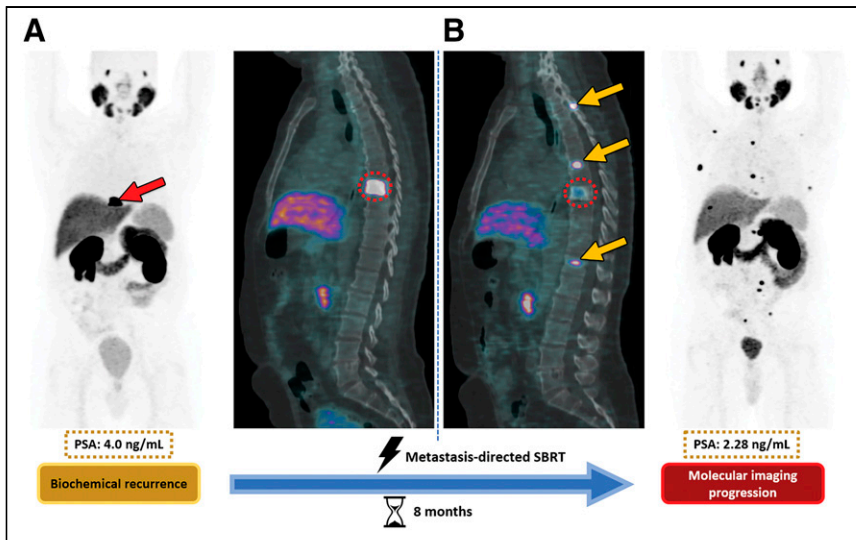 A
B
PSA: 4.0 ng/mL
PSA: 2.28 ng/mL
Metastasis-directed SBRT
Biochemical recurrence
Molecular imaging
progression
8 months